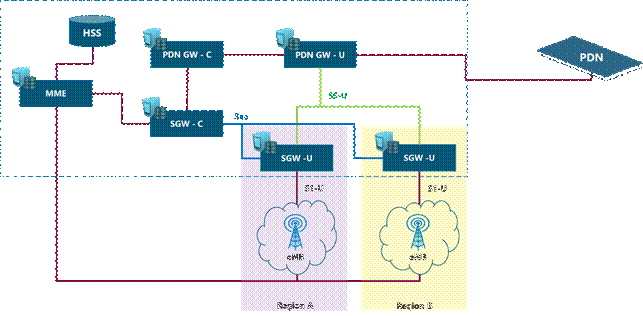 HSS
PDN GW - C
PDN GW - U
PDN
MME
SGW - C
Sxa
S5-U
SGW -U
SGW -U
S1-U
S1-U
eNB
eNB
Region A
Region B